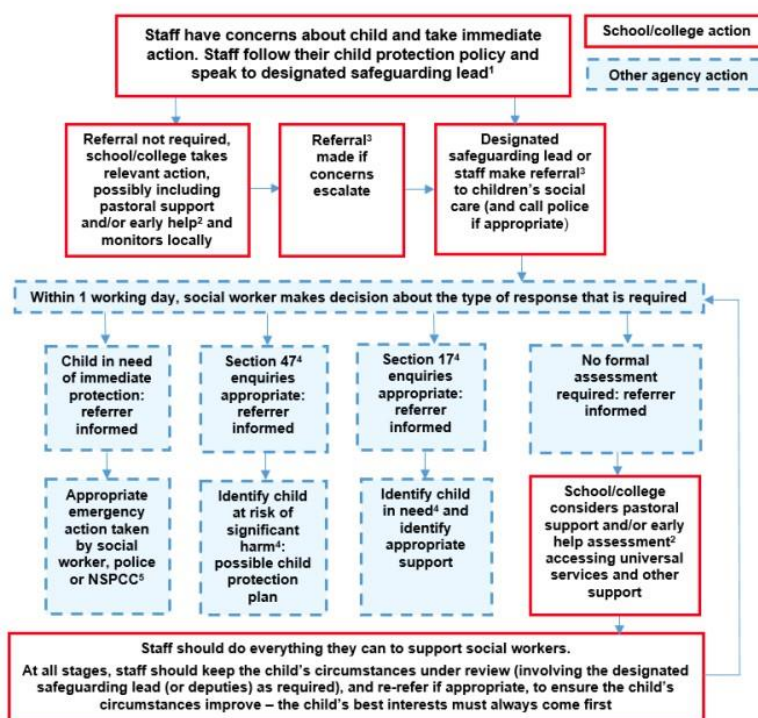 Staff have concerns about child and take immediate
action. Staff follow their child protection policy and
speak to designated safeguarding lead¹
School/college action
Other agency action
Referral not required,
school/college takes
relevant action,
possibly including
pastoral support
and/or early help² and
monitors locally
Referral³
made if
concerns
escalate
Designated
safeguarding lead or
staff make referral³
to children's social
care (and call police
if appropriate)
Within 1 working day, social worker makes decision about the type of response that is required
Child in need
of immediate
protection:
referrer
informed
Section 47⁴
enquiries
appropriate:
referrer
informed
Section 17⁴
enquiries
appropriate:
referrer
informed
No formal
assessment
required: referrer
informed
Appropriate
emergency
action taken
by social
worker, police
or NSPCC⁵
Identify child
at risk of
significant
harm⁴:
possible child
protection
plan
Identify child
in need⁴ and
identify
appropriate
support
School/college
considers pastoral
support and/or early
help assessment²
accessing universal
services and other
support
Staff should do everything they can to support social workers.
At all stages, staff should keep the child's circumstances under review (involving the designated
safeguarding lead (or deputies) as required), and re-refer if appropriate, to ensure the child's
circumstances improve – the child's best interests must always come first